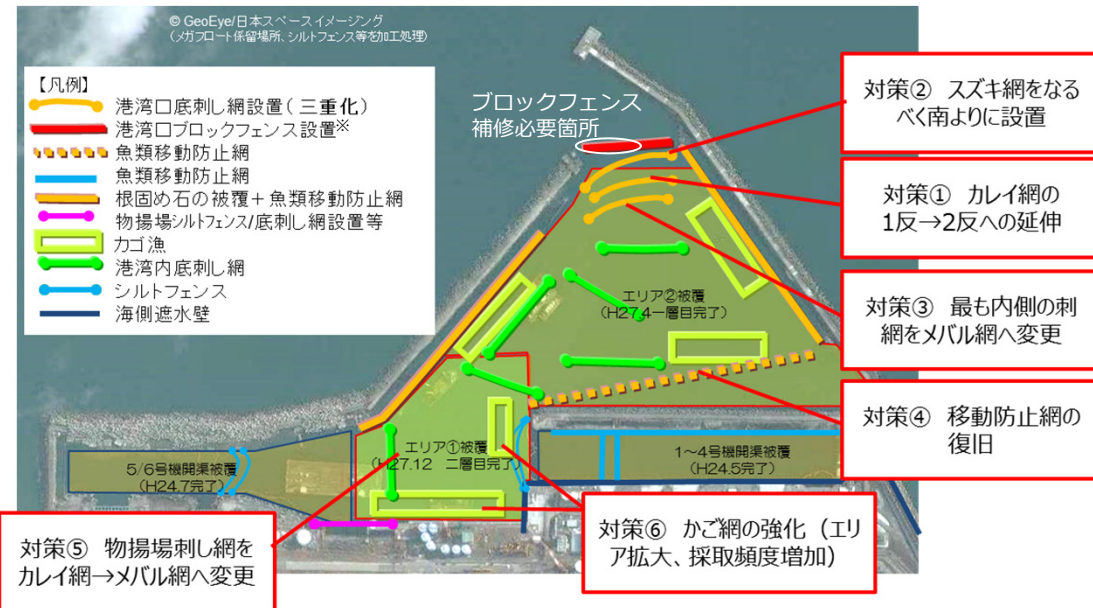 © GeoEye/日本スペースイメージング
(メガフロート係留場所、シルトフェンス等を加工処理)
【凡例】
港湾口底刺し網設置(三重化)
港湾口ブロックフェンス設置※
魚類移動防止網
魚類移動防止網
根固め石の被覆+魚類移動防止網
物揚場シルトフェンス/底刺し網設置等
カゴ漁
港湾内底刺し網
シルトフェンス
海側遮水壁
ブロックフェンス
補修必要箇所
対策② スズキ網をなる
べく南よりに設置
対策① カレイ網の
1反→2反への延伸
対策③ 最も内側の刺
網をメバル網へ変更
対策④ 移動防止網の
復旧
エリア②被覆
(H27.4一層目完了)
エリア①被覆
(H27.12 二層目完了)
5/6号機開渠被覆
(H24.7完了)
1~4号機開渠被覆
(H24.5完了)
対策⑤ 物揚場刺し網を
カレイ網→メバル網へ変更
対策⑥ かご網の強化(エリ
ア拡大、採取頻度増加)